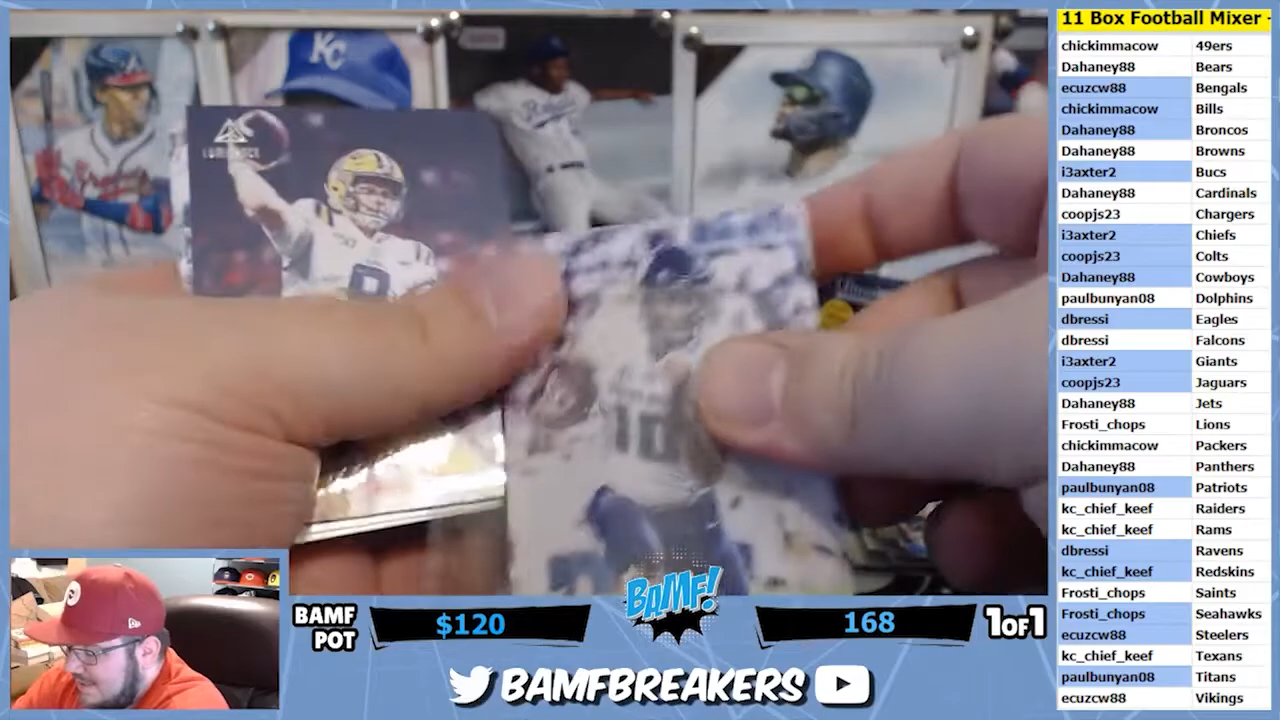 11 Box Football Mixer -
chickimmacow 49ers
Dahaney88 Bears
ecuzcw88 Bengals
chickimmacow Bills
Dahaney88 Broncos
Dahaney88 Browns
i3axter2 Bucs
Dahaney88 Cardinals
coopjs23 Chargers
i3axter2 Chiefs
coopjs23 Colts
Dahaney88 Cowboys
paulbunyan08 Dolphins
dbressi Eagles
dbressi Falcons
i3axter2 Giants
coopjs23 Jaguars
Dahaney88 Jets
Frosti_chops Lions
chickimmacow Packers
Dahaney88 Panthers
paulbunyan08 Patriots
kc_chief_keef Raiders
kc_chief_keef Rams
dbressi Ravens
kc_chief_keef Redskins
Frosti_chops Saints
Frosti_chops Seahawks
ecuzcw88 Steelers
kc_chief_keef Texans
paulbunyan08 Titans
ecuzcw88 Vikings
KC
Braves
10
BAMF POT
$120
BAMF!
168
1OF1
BAMFBREAKERS